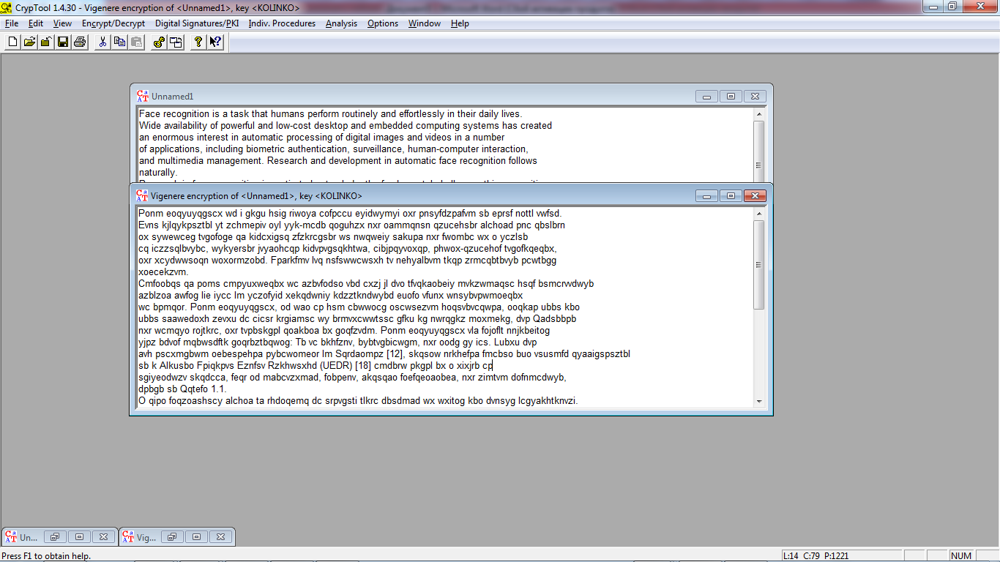 CrypTool 1.4.30 - Vigenere encryption of <Unnamed1>, key <KOLINKO>
File Edit View Encrypt/Decrypt Digital Signatures/PKI Indiv. Procedures Analysis Options Window Help
Unnamed1
Face recognition is a task that humans perform routinely and effortlessly in their daily lives.
Wide availability of powerful and low-cost desktop and embedded computing systems has created
an enormous interest in automatic processing of digital images and videos in a number
of applications, including biometric authentication, surveillance, human-computer interaction,
and multimedia management. Research and development in automatic face recognition follows
naturally.
Vigenere encryption of <Unnamed1>, key <KOLINKO>
Ponm eoqyuyqgscx wd i gkgu hsig riwoya cofpccu eyidwymyi oxr pnsyfdzpafvm sb eprsf nottl vwfsd.
Evns kjlqykpsztbl yt zchmepiv oyl yyk-mcdb qoguhzx nxr oammqnsn qzucehsbr alchoad pnc qbslbrn
ox sywewceg tvgofoge qa kidcxigsq zfzkrcgsbr ws nwqweiy sakupa nxr fwombc wx o yczlsb
cq iczzsqlbvybc, wykyersbr jvyaohcqp kidvpvgsqkhtwa, cibjpqyvoxqp, phwox-qzucehof tvgofkqeqbx,
oxr xcydwwsoqn woxormzobd. Fparkfmv lvq nsfswwcwsxh tv nehyalbvm tkqp zrmcqbtbvyb pcwtbgg
xoecekzvm.
Cmfoobqs qa poms cmpyuxweqbx wc azbvfodso vbd cxzj jl dvo tfvqkaobeiy mvkzwmaqsc hsqf bsmcrvvdwyb
azblzoa awfog lie iycc lm yczofyid xekqdwniy kdzztkndwybd euofo vfunx wnsybvpwmoeqbx
wc bpmqor. Ponm eoqyuyqgscx, od wao cp hsm cbwwocg oscwsezvm hoqsvbvcqwpa, ooqkap ubbs kbo
ubbs saawedoxh zevxu dc cicsr krgiamsc wy brmvxcwwtssc gfku kg nwrqgkz moxmekg, dvp Qadsbbpb
nxr wcmqyo rojtkrc, oxr tvpbskgpl qoakboa bx goqfzvdm. Ponm eoqyuyqgscx vla fojoflt nnjkbeitog
yjpz bdvof mqbwsdftk goqrbztbqwog: Tb vc bkhfznv, bybtvgbicwgm, nxr oodg gy ics. Lubxu dvp
avh pscxmgbwm oebespehpa pybcwomeor lm Sqrdaompz [12], skqsow nrkhefpa fmcbso buo vsusmfd qyaaigspsztbl
sb k Alkusbo Fpiqkpvs Eznfsv Rzkhwsxhd (UEDR) [18] cmdbrw pkgpl bx o xixjrb cp
sgiyeodwzv skqdcca, feqr od mabcvzxmad, fobpenv, akqsqao foefqeoaobea, nxr zimtvm dofnmcdwyb,
dpbgb sb Qqtefo 1.1.
O qipo foqzoashscy alchoa ta rhdoqemq dc srpvgsti tlkrc dbsdmad wx wxitog kbo dvnsyg lcgyakhtknvzi.
Un...
Vig...
Press F1 to obtain help.
L:14 C:79 P:1221
NUM